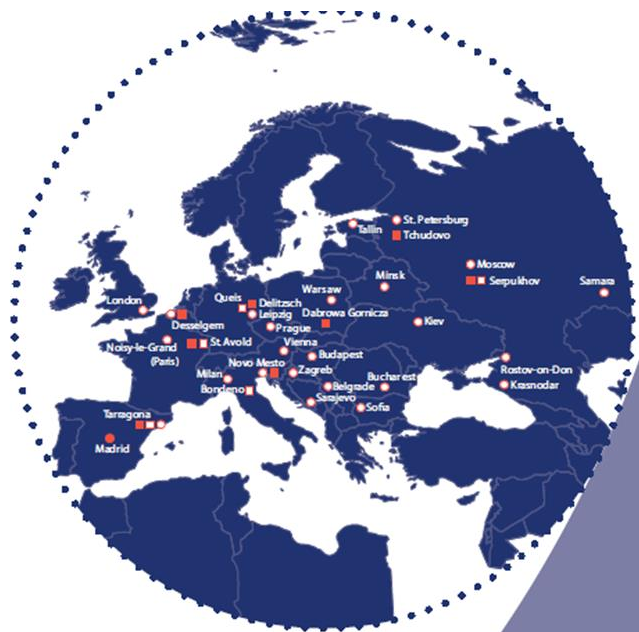 St. Petersburg
Tallin
Tchudovo
Moscow
Serpukhov
Samara
Minsk
Warsaw
Queis
Delitzsch
Leipzig
Dabrowa Gornicza
London
Desselgem
Prague
Kiev
Noisy-le-Grand
(Paris)
St. Avold
Vienna
Budapest
Novo Mesto
Zagreb
Milan
Bucharest
Rostov-on-Don
Krasnodar
Bondeno
Belgrade
Sarajevo
Sofia
Tarragona
Madrid